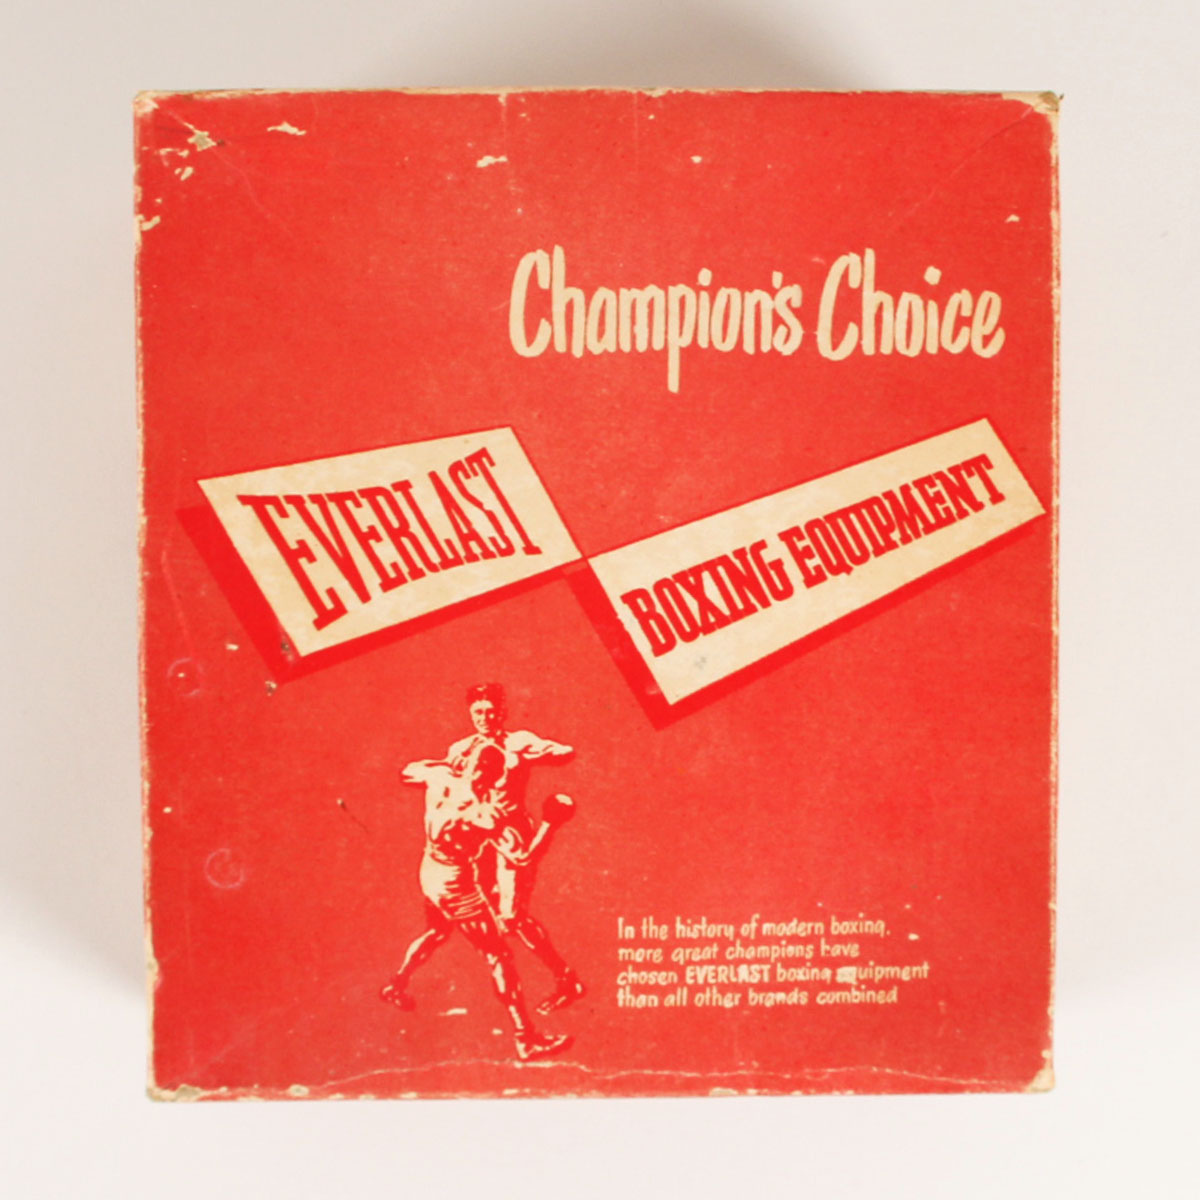 Champion's Choice
EVERLAST
BOXING EQUIPMENT
In the history of modern boxing,
more great champions have
chosen EVERLAST boxing equipment
than all other brands combined